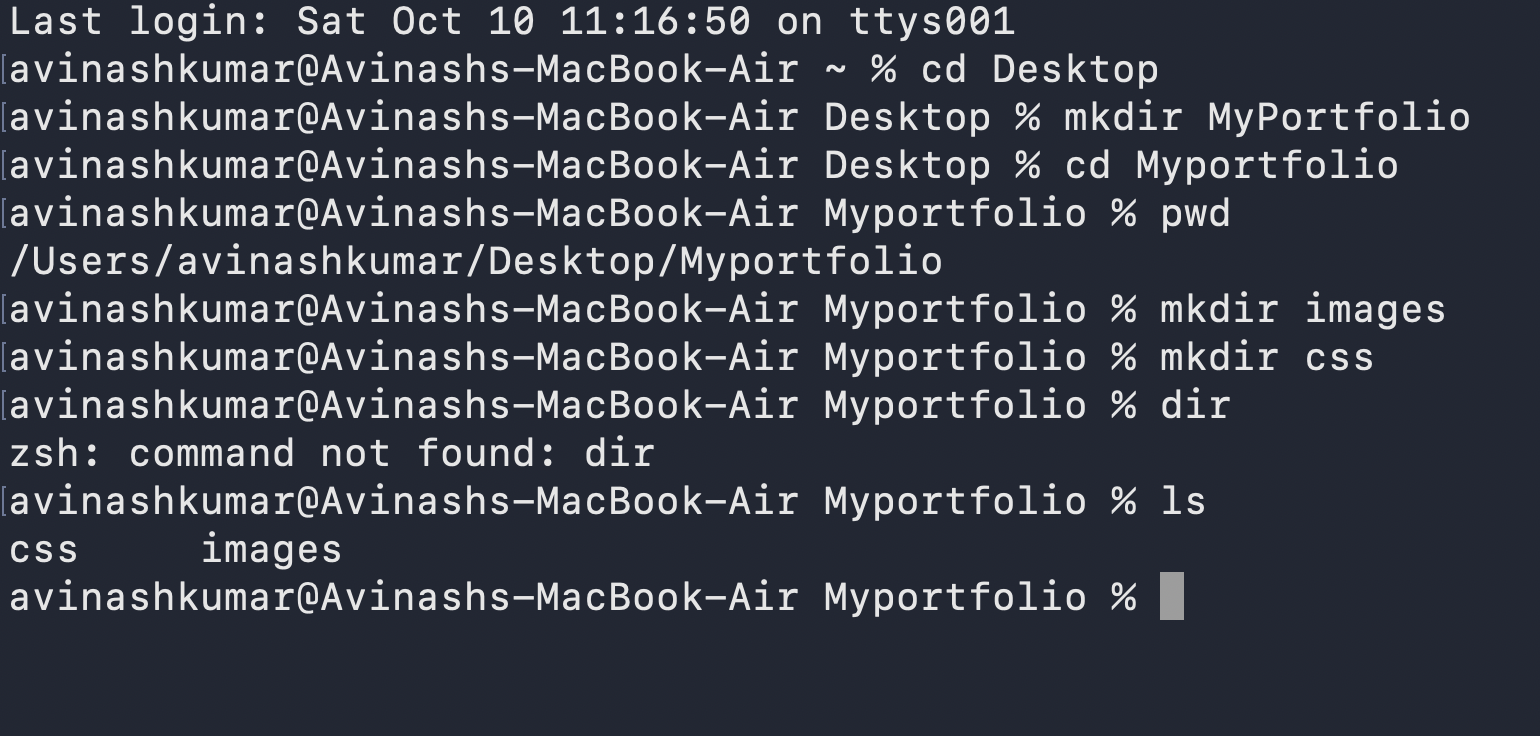 Last login: Sat Oct 10 11:16:50 on ttys001
[avinashkumar@Avinashs-MacBook-Air ~ % cd Desktop
[avinashkumar@Avinashs-MacBook-Air Desktop % mkdir MyPortfolio
[avinashkumar@Avinashs-MacBook-Air Desktop % cd Myportfolio
[avinashkumar@Avinashs-MacBook-Air Myportfolio % pwd
/Users/avinashkumar/Desktop/Myportfolio
[avinashkumar@Avinashs-MacBook-Air Myportfolio % mkdir images
[avinashkumar@Avinashs-MacBook-Air Myportfolio % mkdir css
[avinashkumar@Avinashs-MacBook-Air Myportfolio % dir
zsh: command not found: dir
[avinashkumar@Avinashs-MacBook-Air Myportfolio % ls
css     images
avinashkumar@Avinashs-MacBook-Air Myportfolio %